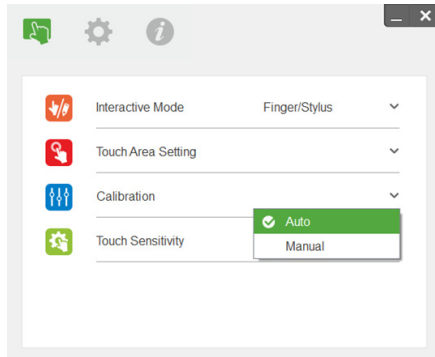 Interactive Mode Finger/Stylus
Touch Area Setting
Calibration
Auto
Touch Sensitivity
Manual